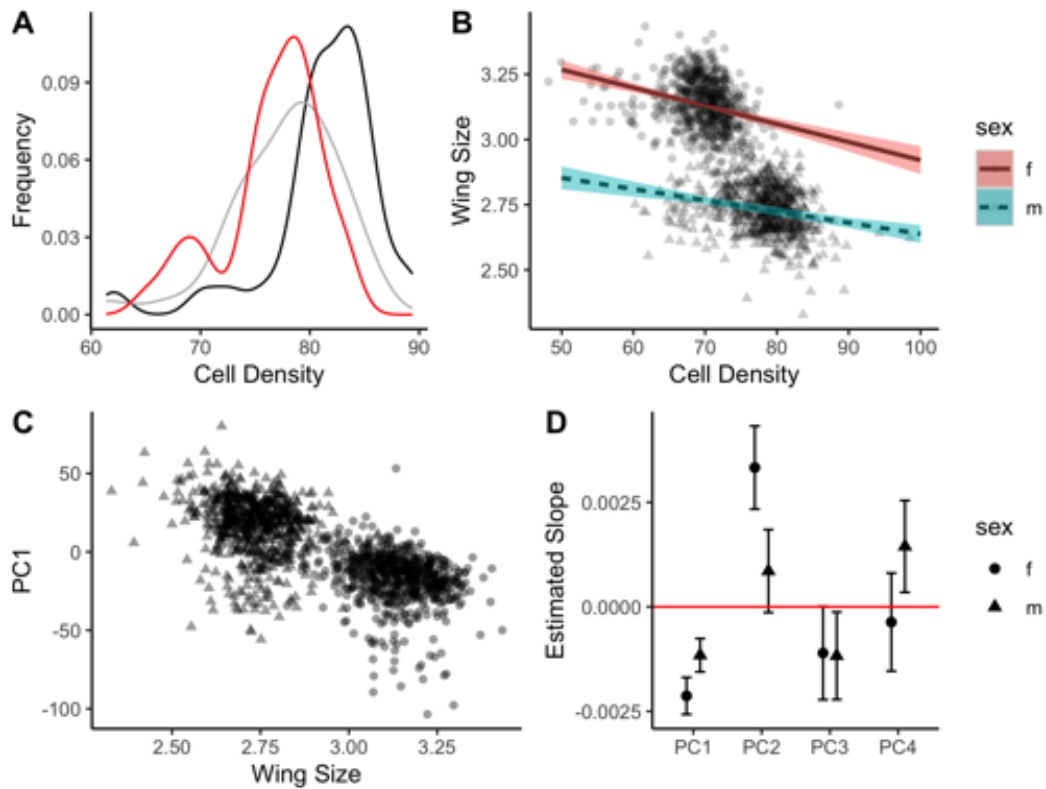 A
Frequency
0.09
0.06
0.03
0.00
60 70 80 90
Cell Density
B
Wing Size
3.25
3.00
2.75
2.50
50 60 70 80 90 100
Cell Density
sex
f
m
C
PC1
50
0
-50
-100
2.50 2.75 3.00 3.25
Wing Size
D
Estimated Slope
0.0025
0.0000
-0.0025
PC1 PC2 PC3 PC4
sex
f
m